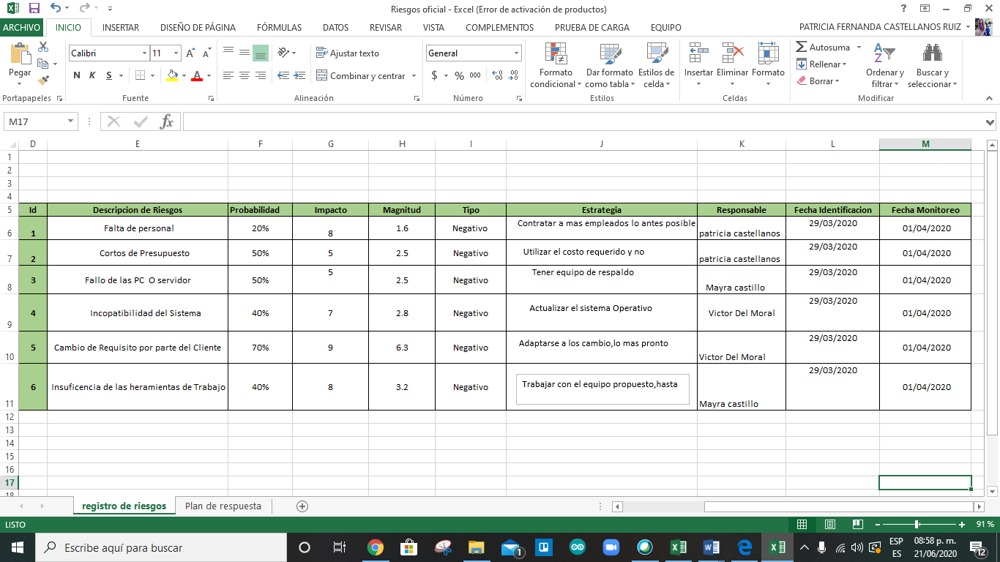 Riesgos oficial - Excel (Error de activación de productos)
ARCHIVO INICIO INSERTAR DISEÑO DE PÁGINA FÓRMULAS DATOS REVISAR VISTA COMPLEMENTOS PRUEBA DE CARGA EQUIPO PATRICIA FERNANDA CASTELLANOS RUIZ
Pegar
Portapapeles
Calibri 11
N K S
Fuente
Ajustar texto
Combinar y centrar
Alineación
General
$ % 000
Número
Formato condicional
Dar formato como tabla
Estilos de celda
Estilos
Insertar Eliminar Formato
Celdas
Autosuma
Rellenar
Borrar
Ordenar y filtrar
Buscar y seleccionar
Modificar
M17 fx
D E F G H I J K L M
1
2
3
4
5 Id Descripcion de Riesgos Probabilidad Impacto Magnitud Tipo Estrategia Responsable Fecha Identificacion Fecha Monitoreo
6 1 Falta de personal 20% 8 1.6 Negativo Contratar a mas empleados lo antes posible patricia castellanos 29/03/2020 01/04/2020
7 2 Cortos de Presupuesto 50% 5 2.5 Negativo Utilizar el costo requerido y no patricia castellanos 29/03/2020 01/04/2020
8 3 Fallo de las PC O servidor 50% 5 2.5 Negativo Tener equipo de respaldo Mayra castillo 29/03/2020 01/04/2020
9 4 Incopatibilidad del Sistema 40% 7 2.8 Negativo Actualizar el sistema Operativo Victor Del Moral 29/03/2020 01/04/2020
10 5 Cambio de Requisito por parte del Cliente 70% 9 6.3 Negativo Adaptarse a los cambio,lo mas pronto Victor Del Moral 29/03/2020 01/04/2020
11 6 Insuficencia de las heramientas de Trabajo 40% 8 3.2 Negativo Trabajar con el equipo propuesto,hasta Mayra castillo 29/03/2020 01/04/2020
12
13
14
15
16
17
18
registro de riesgos Plan de respuesta
LISTO 91 %
Escribe aquí para buscar
ESP
ES
08:58 p. m.
21/06/2020
12